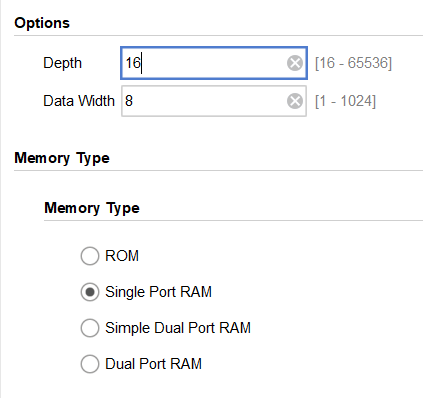 Options
Depth 16 [16 - 65536]
Data Width 8 [1 - 1024]
Memory Type
Memory Type
ROM
Single Port RAM
Simple Dual Port RAM
Dual Port RAM